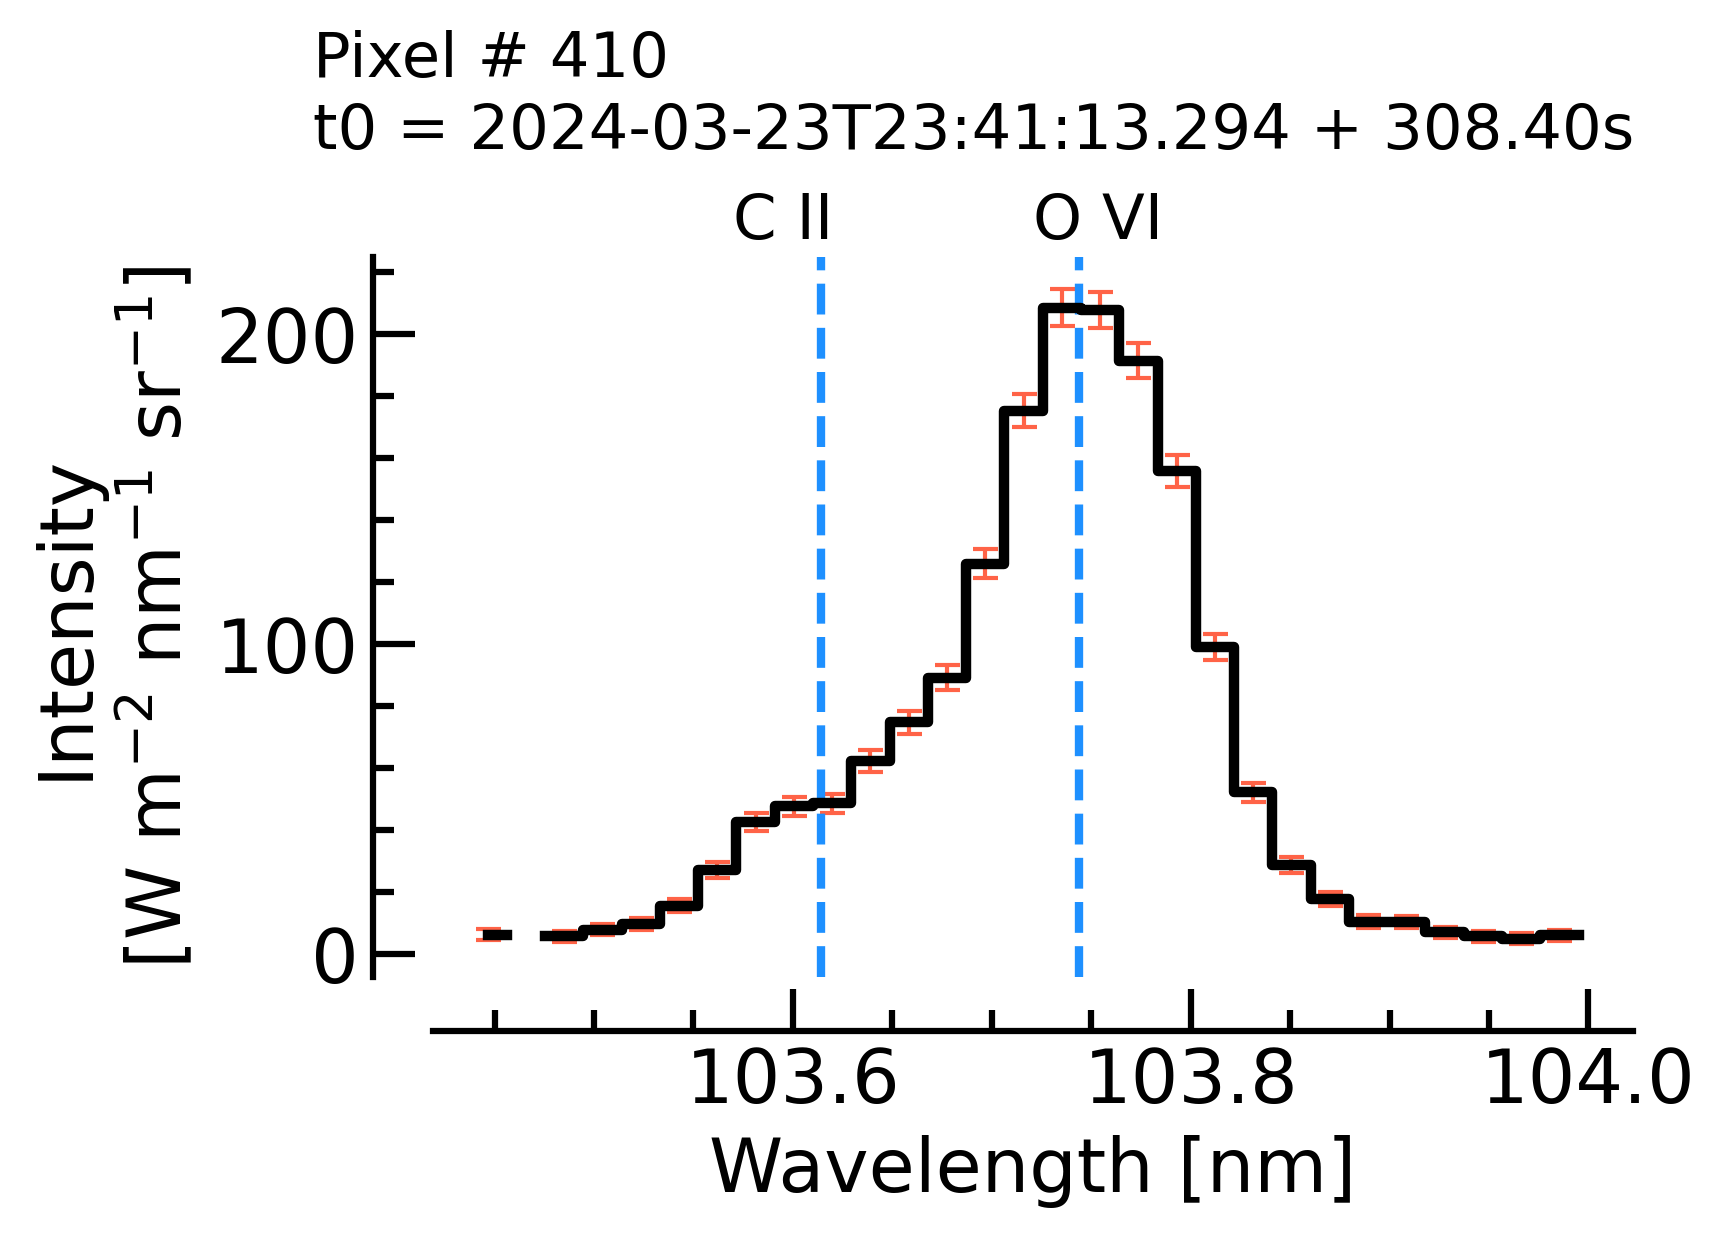 Pixel # 410
t0 = 2024-03-23T23:41:13.294 + 308.40s
C II O VI
Intensity
[W m⁻² nm⁻¹ sr⁻¹]
200
100
0
103.6 103.8 104.0
Wavelength [nm]